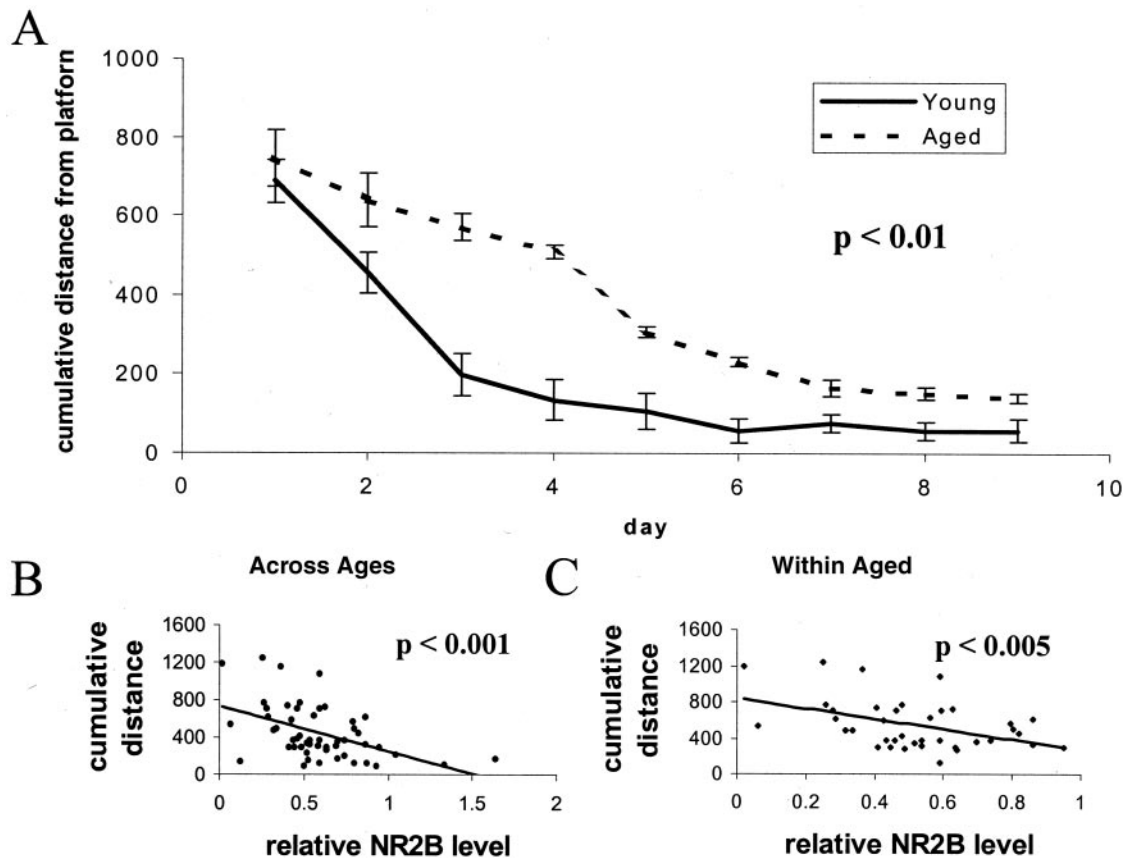 A
cumulative distance from platforn
1000
800
600
400
200
0
Young
Aged
p < 0.01
0 2 4 6 8 10
day
B
Across Ages
cumulative
distance
1600
1200
800
400
0
p < 0.001
0 0.5 1 1.5 2
relative NR2B level
C
Within Aged
cumulative
distance
1600
1200
800
400
0
p < 0.005
0 0.2 0.4 0.6 0.8 1
relative NR2B level